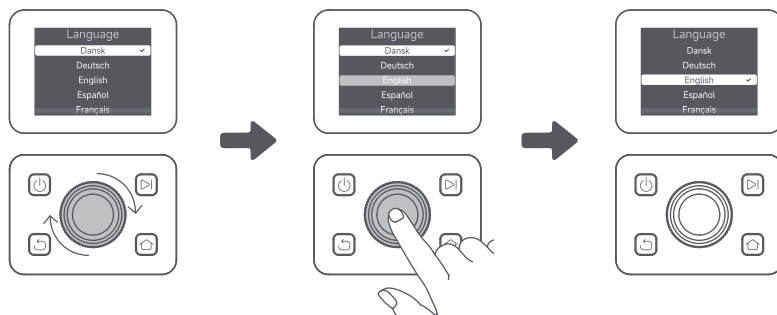 Language
Dansk
Deutsch
English
Español
Français
Language
Dansk
Deutsch
English
Español
Français
Language
Dansk
Deutsch
English
Español
Français